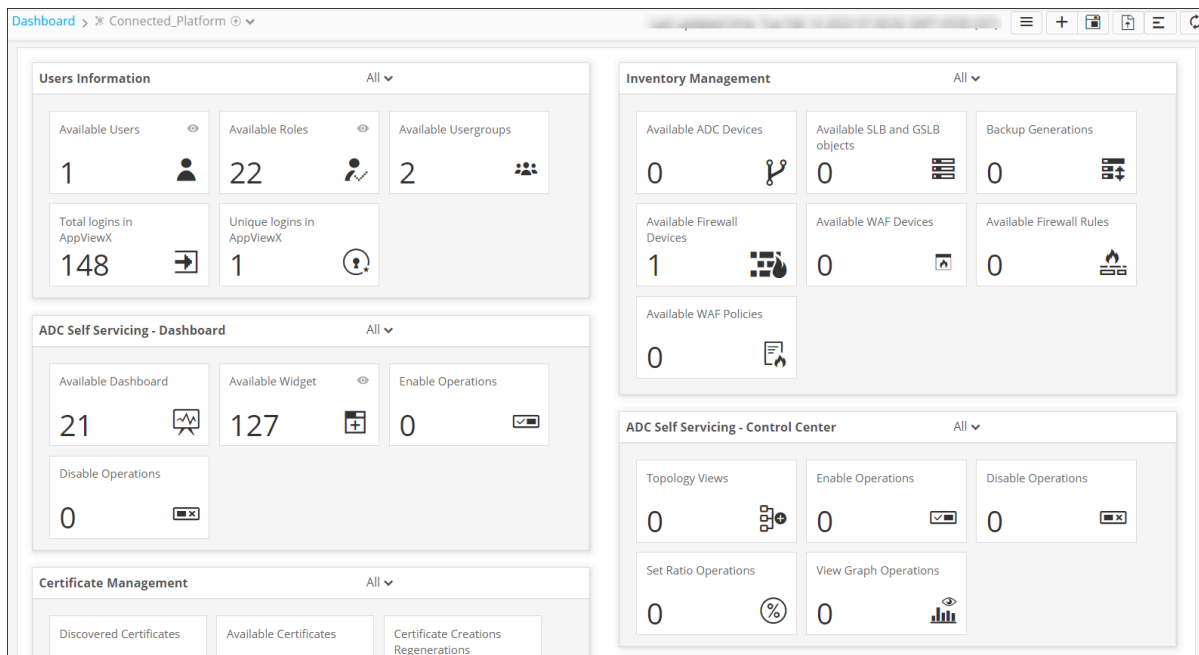 Dashboard > Connected_Platform
Users Information All
Available Users
1
Available Roles
22
Available Usergroups
2
Total logins in
AppViewX
148
Unique logins in
AppViewX
1
ADC Self Servicing - Dashboard All
Available Dashboard
21
Available Widget
127
Enable Operations
0
Disable Operations
0
Certificate Management All
Discovered Certificates
Available Certificates
Certificate Creations
Regenerations
Inventory Management All
Available ADC Devices
0
Available SLB and GSLB
objects
0
Backup Generations
0
Available Firewall
Devices
1
Available WAF Devices
0
Available Firewall Rules
0
Available WAF Policies
0
ADC Self Servicing - Control Center All
Topology Views
0
Enable Operations
0
Disable Operations
0
Set Ratio Operations
0
View Graph Operations
0